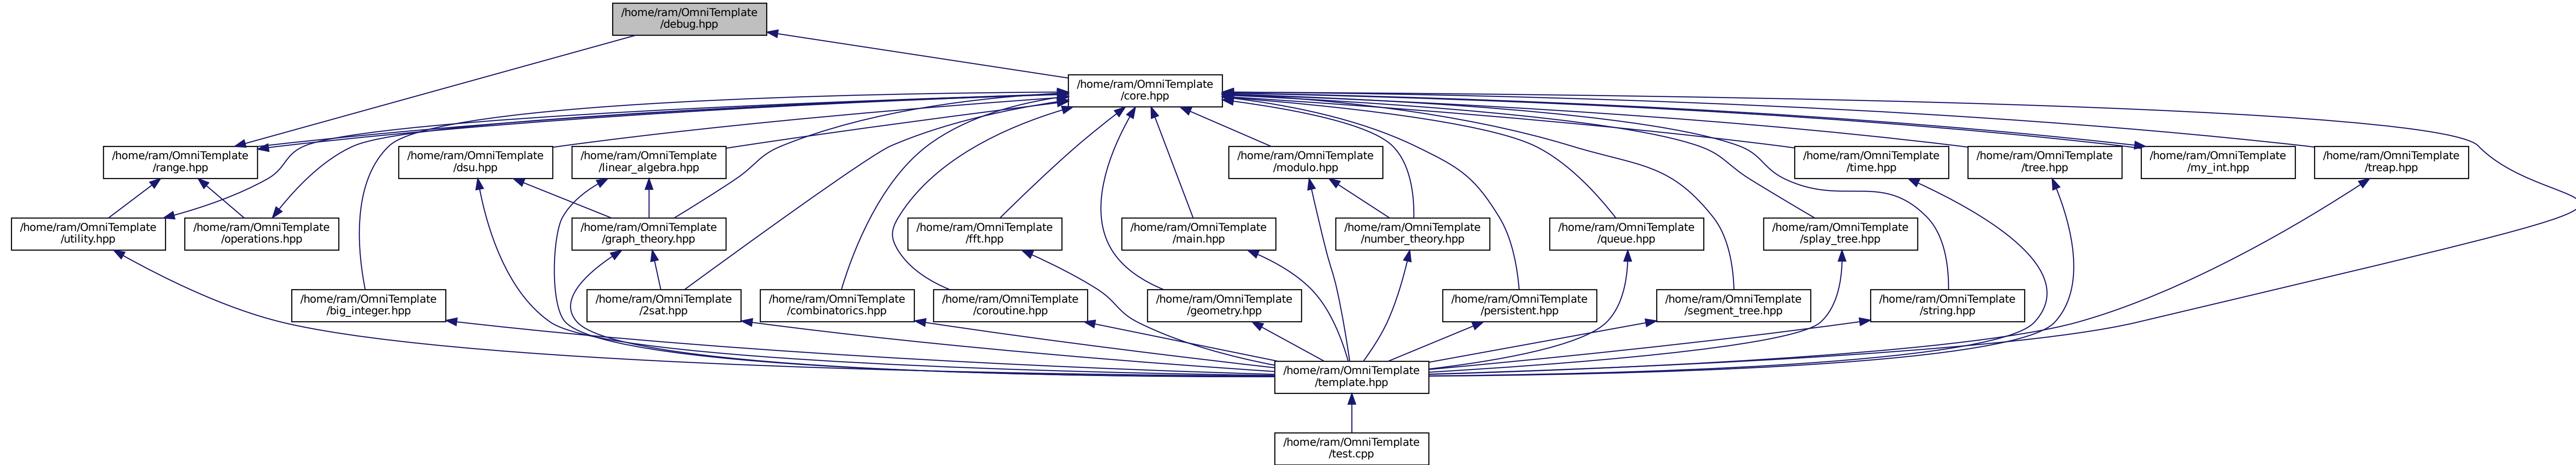 /home/ram/OmniTemplate
/debug.hpp
/home/ram/OmniTemplate
/core.hpp
/home/ram/OmniTemplate
/range.hpp
/home/ram/OmniTemplate
/dsu.hpp
/home/ram/OmniTemplate
/linear_algebra.hpp
/home/ram/OmniTemplate
/modulo.hpp
/home/ram/OmniTemplate
/time.hpp
/home/ram/OmniTemplate
/tree.hpp
/home/ram/OmniTemplate
/my_int.hpp
/home/ram/OmniTemplate
/treap.hpp
/home/ram/OmniTemplate
/utility.hpp
/home/ram/OmniTemplate
/operations.hpp
/home/ram/OmniTemplate
/graph_theory.hpp
/home/ram/OmniTemplate
/fft.hpp
/home/ram/OmniTemplate
/main.hpp
/home/ram/OmniTemplate
/number_theory.hpp
/home/ram/OmniTemplate
/queue.hpp
/home/ram/OmniTemplate
/splay_tree.hpp
/home/ram/OmniTemplate
/big_integer.hpp
/home/ram/OmniTemplate
/2sat.hpp
/home/ram/OmniTemplate
/combinatorics.hpp
/home/ram/OmniTemplate
/coroutine.hpp
/home/ram/OmniTemplate
/geometry.hpp
/home/ram/OmniTemplate
/persistent.hpp
/home/ram/OmniTemplate
/segment_tree.hpp
/home/ram/OmniTemplate
/string.hpp
/home/ram/OmniTemplate
/template.hpp
/home/ram/OmniTemplate
/test.cpp